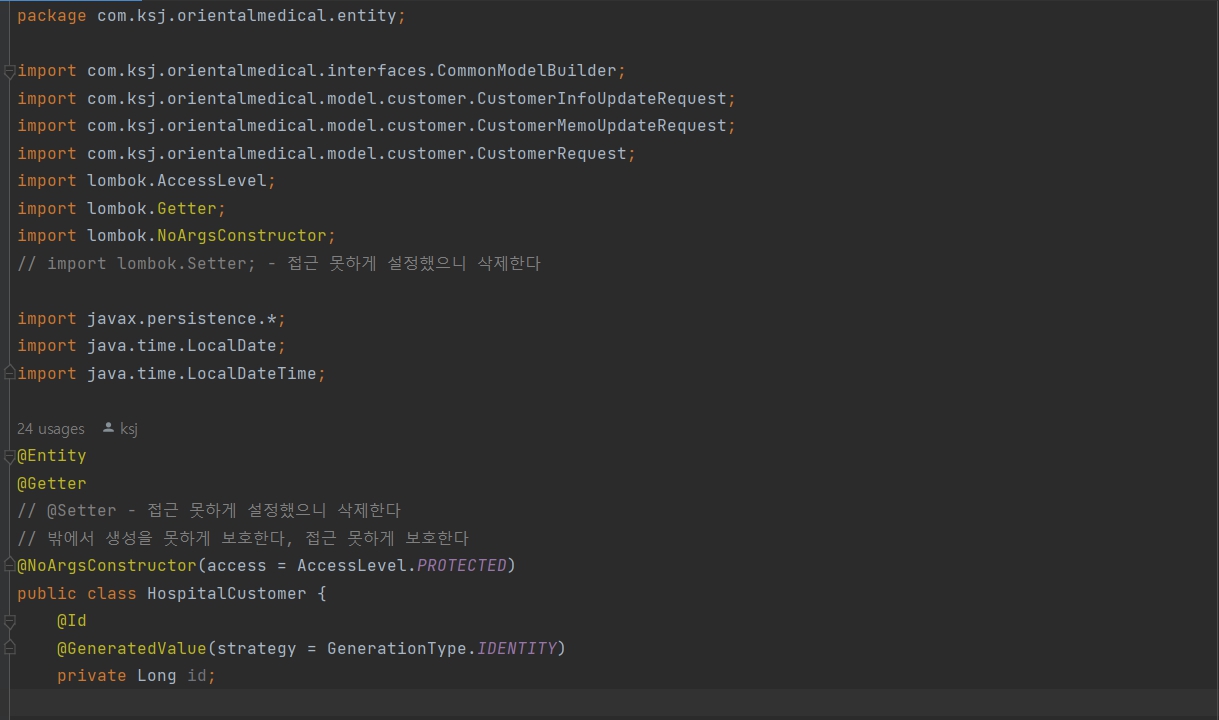 package com.ksj.orientalmedical.entity;
import com.ksj.orientalmedical.interfaces.CommonModelBuilder;
import com.ksj.orientalmedical.model.customer.CustomerInfoUpdateRequest;
import com.ksj.orientalmedical.model.customer.CustomerMemoUpdateRequest;
import com.ksj.orientalmedical.model.customer.CustomerRequest;
import lombok.AccessLevel;
import lombok.Getter;
import lombok.NoArgsConstructor;
// import lombok.Setter; - 접근 못하게 설정했으니 삭제한다
import javax.persistence.*;
import java.time.LocalDate;
import java.time.LocalDateTime;
24 usages ksj
@Entity
@Getter
// @Setter - 접근 못하게 설정했으니 삭제한다
// 밖에서 생성을 못하게 보호한다, 접근 못하게 보호한다
@NoArgsConstructor(access = AccessLevel.PROTECTED)
public class HospitalCustomer {
@Id
@GeneratedValue(strategy = GenerationType.IDENTITY)
private Long id;